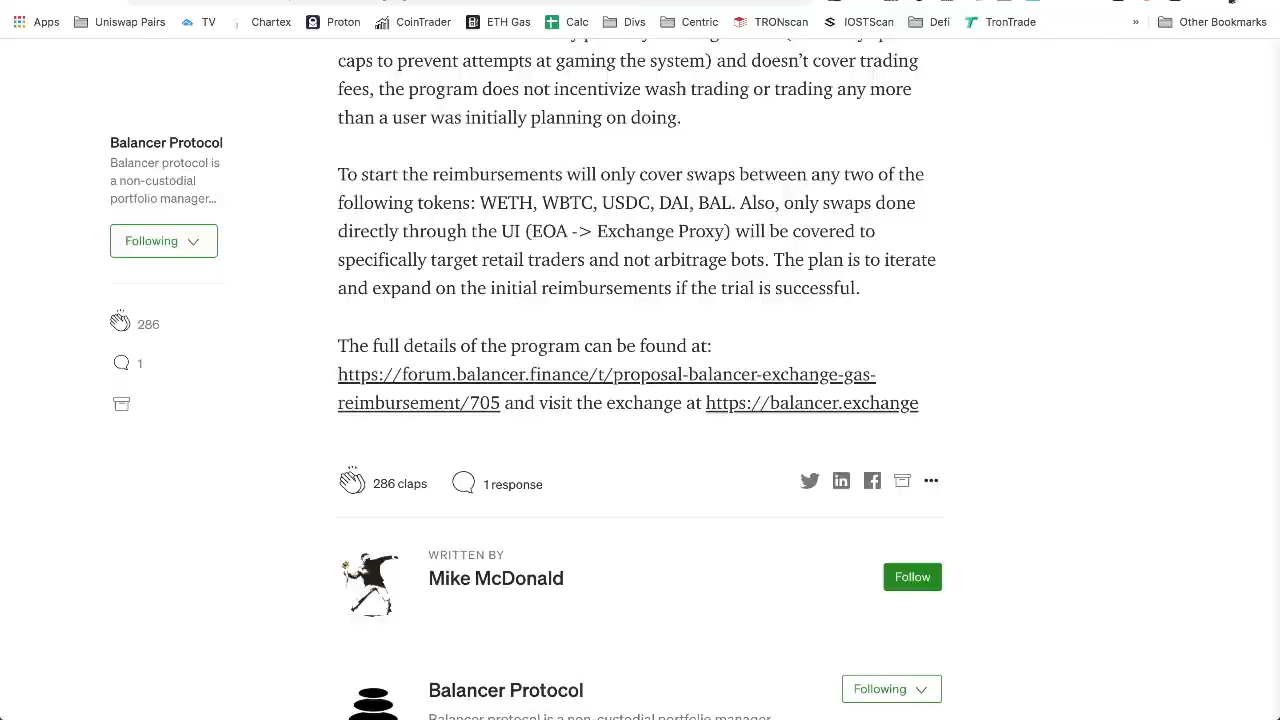 Apps Uniswap Pairs TV Chartex Proton CoinTrader ETH Gas Calc Divs Centric TRONscan IOSTScan Defi TronTrade » Other Bookmarks
caps to prevent attempts at gaming the system) and doesn’t cover trading
fees, the program does not incentivize wash trading or trading any more
than a user was initially planning on doing.
Balancer Protocol
Balancer protocol is
a non-custodial
portfolio manager...
Following
286
1
To start the reimbursements will only cover swaps between any two of the
following tokens: WETH, WBTC, USDC, DAI, BAL. Also, only swaps done
directly through the UI (EOA -> Exchange Proxy) will be covered to
specifically target retail traders and not arbitrage bots. The plan is to iterate
and expand on the initial reimbursements if the trial is successful.
The full details of the program can be found at:
https://forum.balancer.finance/t/proposal-balancer-exchange-gas-
reimbursement/705 and visit the exchange at https://balancer.exchange
286 claps 1 response
WRITTEN BY
Mike McDonald
Follow
Balancer Protocol
Following
Balancer protocol is a non-custodial portfolio manager